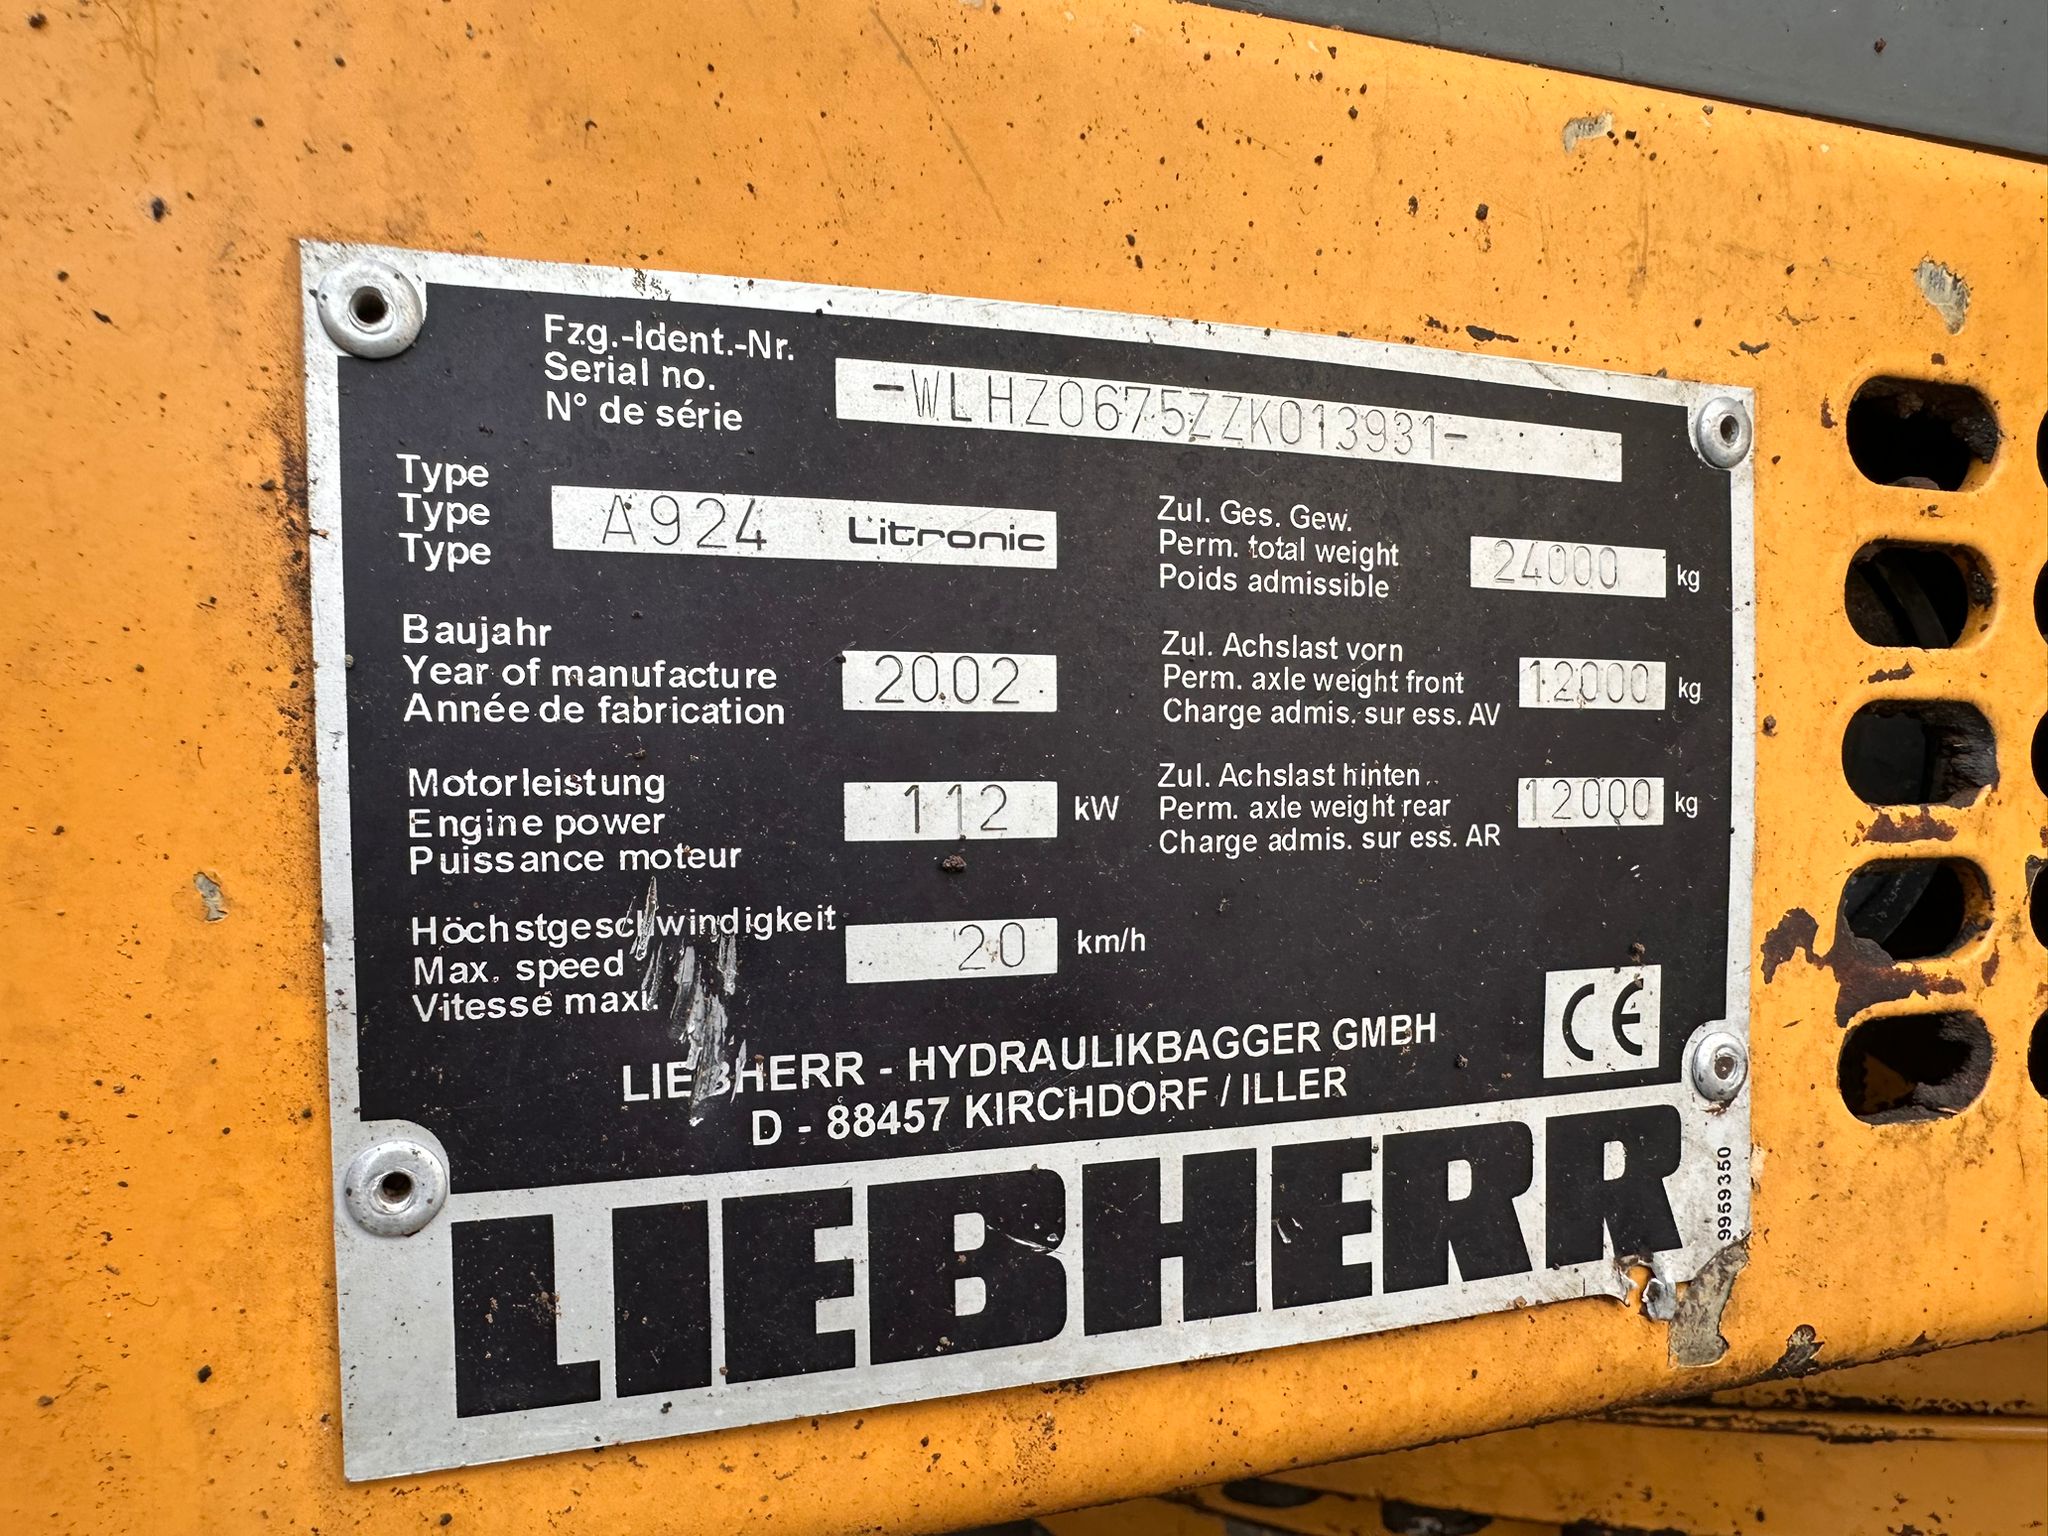 Fzg.-Ident.-Nr.
Serial no.
N° de série
-WLHZ0675ZZK013931-
Type
Type
Type
A924 Litronic
Zul. Ges. Gew.
Perm. total weight
Poids admissible
24000 kg
Baujahr
Year of manufacture
Année de fabrication
2002
Zul. Achslast vorn
Perm. axle weight front
Charge admis. sur ess. AV
12000 kg
Motorleistung
Engine power
Puissance moteur
112 kW
Zul. Achslast hinten
Perm. axle weight rear
Charge admis. sur ess. AR
12000 kg
Höchstgeschwindigkeit
Max. speed
Vitesse maxi.
20 km/h
CE
LIEBHERR - HYDRAULIKBAGGER GMBH
D - 88457 KIRCHDORF / ILLER
LIEBHERR
9959350